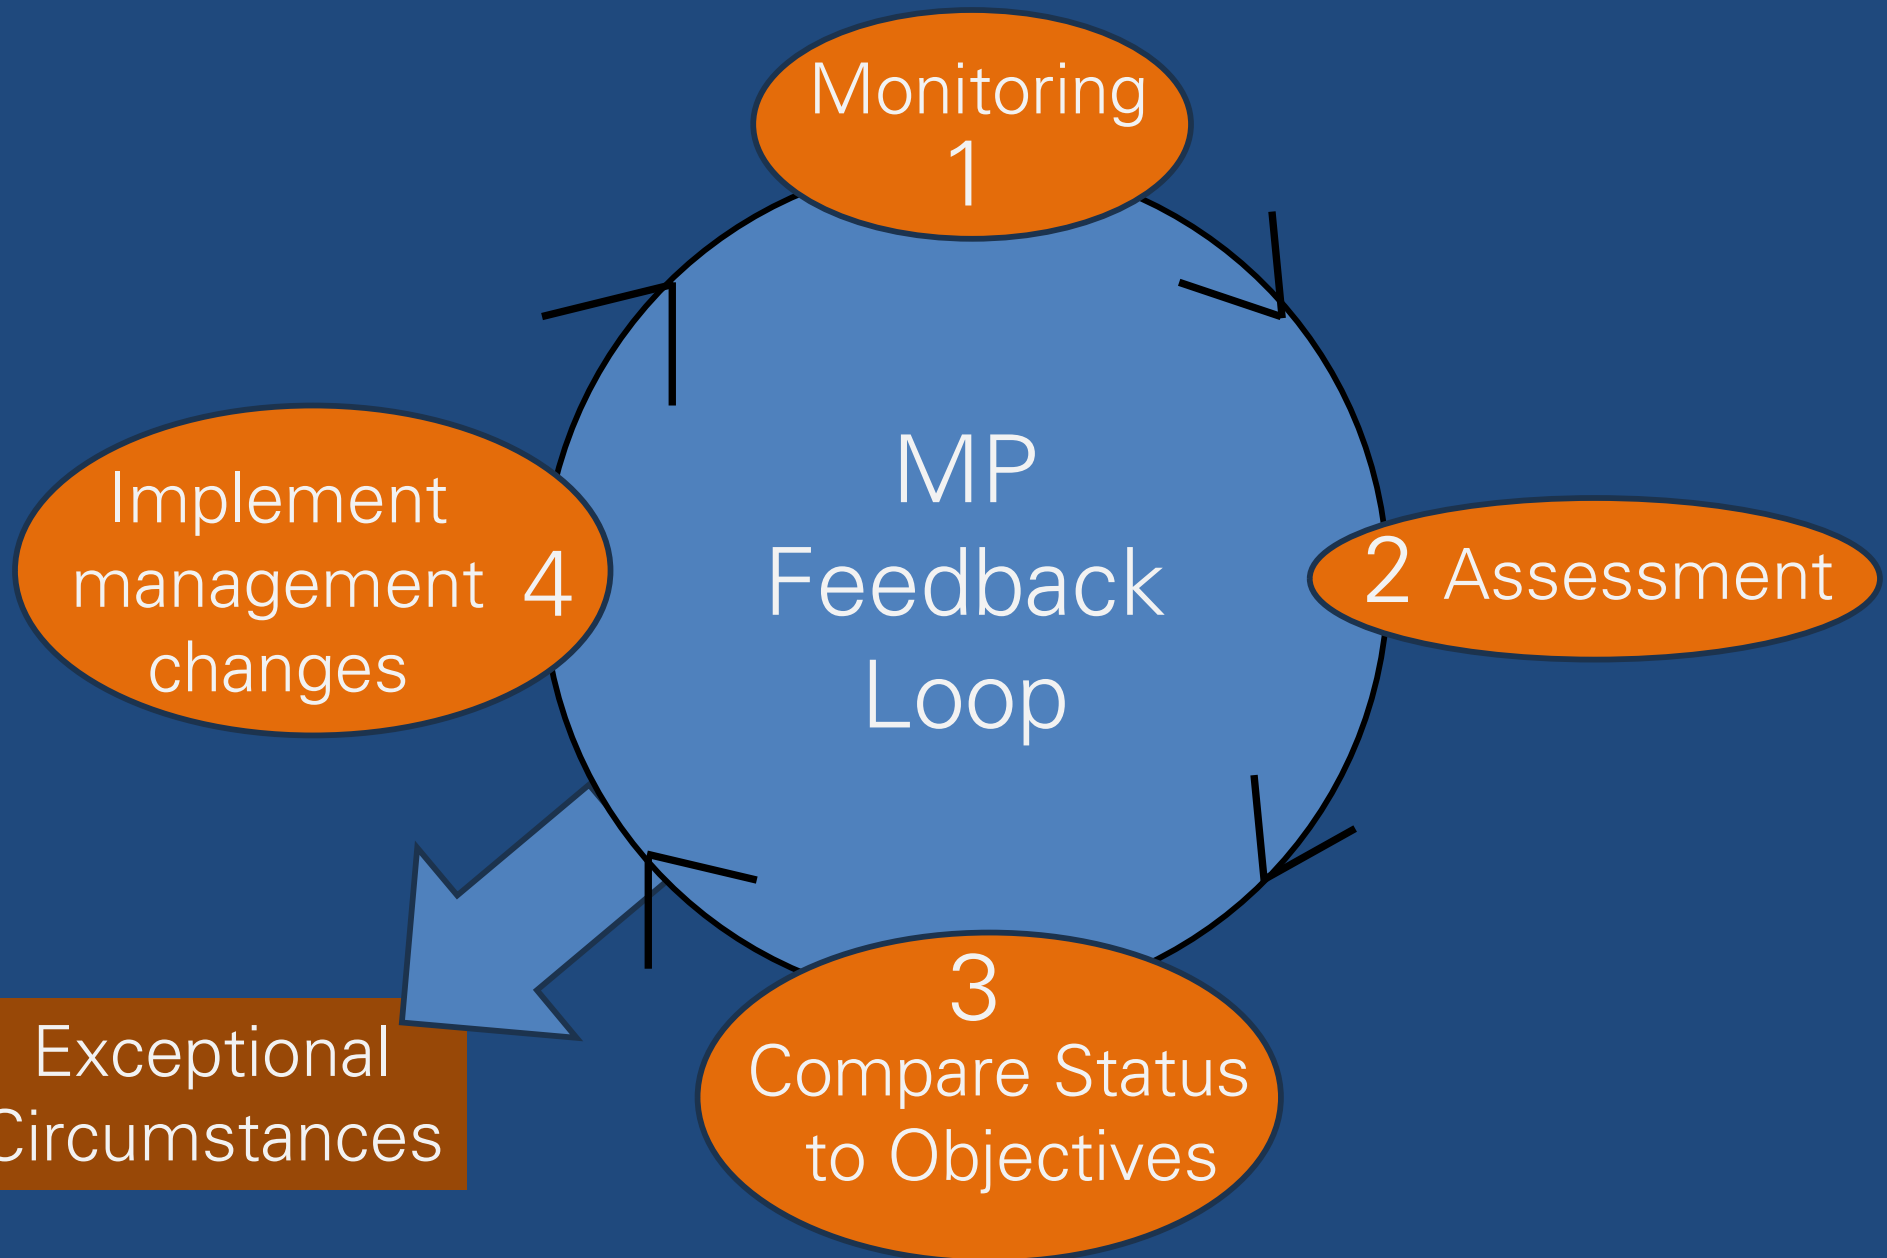 Monitoring
1
MP
Feedback
Loop
Implement
management 4
changes
2 Assessment
3
Compare Status
to Objectives
Exceptional
Circumstances